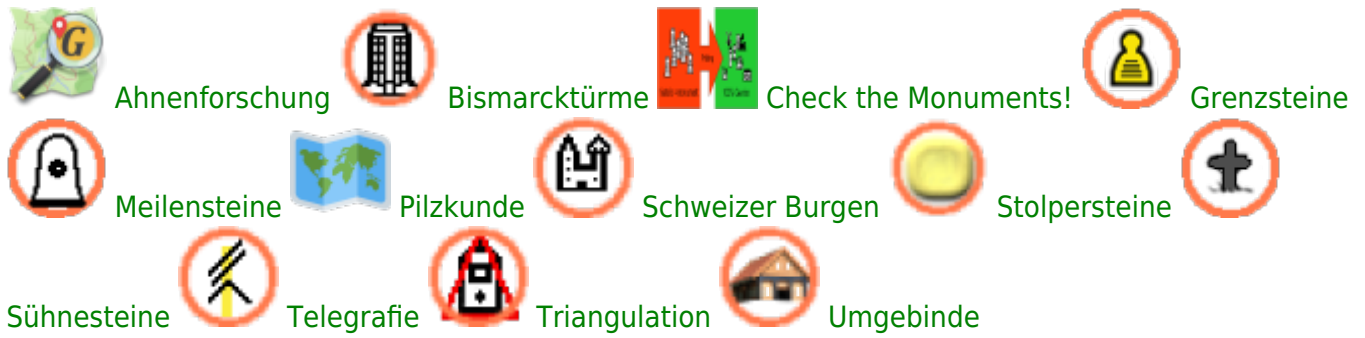 G
Ahnenforschung Bismarcktürme Check the Monuments! Grenzsteine
Meilensteine Pilzkunde Schweizer Burgen Stolpersteine
Sühnesteine Telegrafie Triangulation Umgebinde